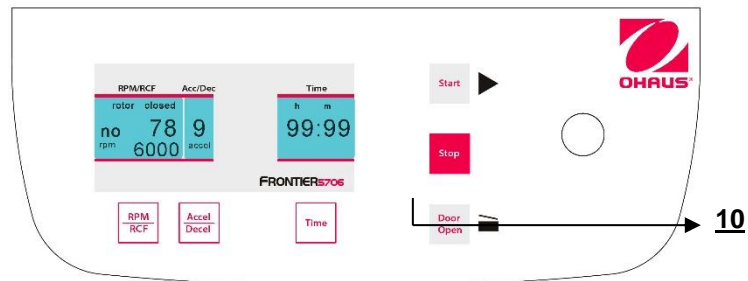 OHAUS
RPM/RCF Acc/Dec
rotor closed
no 78 9
rpm 6000 accel
Time
h m
99:99
FRONTIER5706
RPM
RCF
Accel
Decel
Time
Start
Stop
Door
Open
10